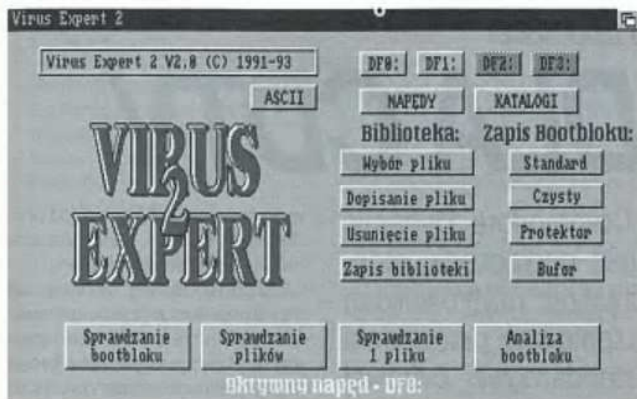 Virus Expert 2
Virus Expert 2 V2.0 (C) 1991-93
DF0: DF1: DF2: DF3:
ASCII
NAPĘDY KATALOGI
VIRUS
2
EXPERT
Biblioteka: Zapis Bootbloku:
Wybór pliku Standard
Dopisanie pliku Czysty
Usunięcie pliku Protektor
Zapis biblioteki Bufor
Sprawdzanie bootbloku
Sprawdzanie plików
Sprawdzanie 1 pliku
Analiza bootbloku
Aktywny napęd - DF0: